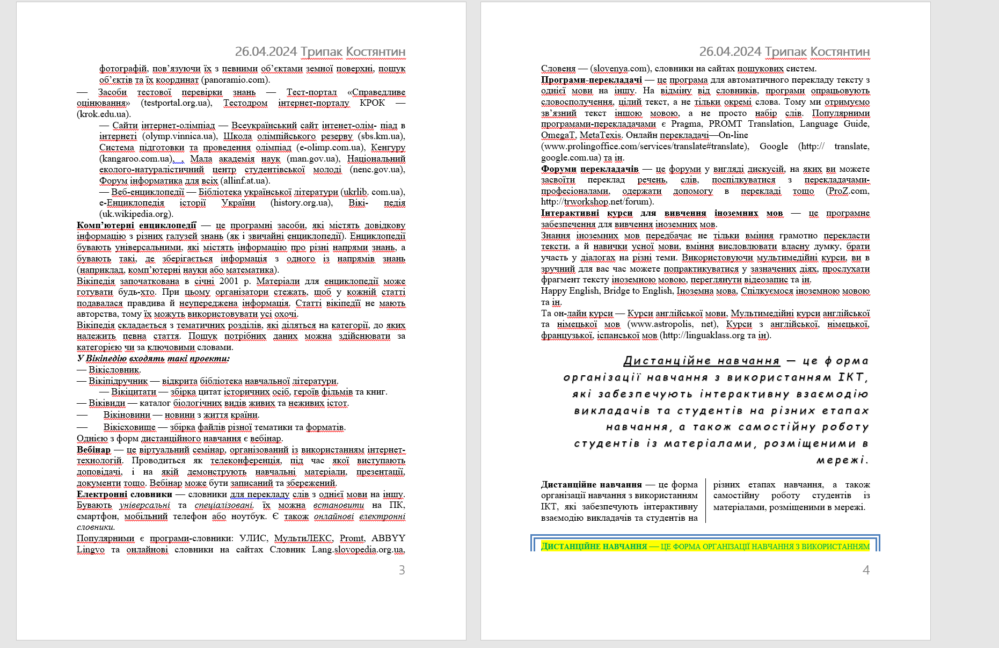 26.04.2024 Трипак Костянтин
фотографій, пов’язуючи їх з певними об’єктами земної поверхні, пошук
об’єктів та їх координат (panoramio.com).
— Засоби тестової перевірки знань — Тест-портал «Справедливе
оцінювання» (testportal.org.ua), Тестодром інтернет-порталу КРОК —
(krok.edu.ua).
— Сайти інтернет-олімпіад — Всеукраїнський сайт інтенет-олім- піад в
інтернеті (olymp.vinnica.ua), Школа олімпійського резерву (sbs.km.ua),
Система підготовки та проведення олімпіад (e-olimp.com.ua), Кенгуру
(kangaroo.com.ua), , Мала академія наук (man.gov.ua), Національний
еколого-натуралістичний центр студентівської молоді (nenc.gov.ua),
Форум інформатика для всіх (allinf.at.ua).
— Веб-енциклопедії — Бібліотека української літератури (ukrlib. com.ua),
е-Енциклопедія історії України (history.org.ua), Вікі- педія
(uk.wikipedia.org).
Комп’ютерні енциклопедії — це програмні засоби, які містять довідкову
інформацію з різних галузей знань (як і звичайні енциклопедії). Енциклопедії
бувають універсальними, які містять інформацію про різні напрями знань, а
бувають такі, де зберігається інформація з одного із напрямів знань
(наприклад, комп’ютерні науки або математика).
Вікіпедія започаткована в січні 2001 р. Матеріали для енциклопедії може
готувати будь-хто. При цьому організатори стежать, щоб у кожній статті
подавалася правдива й неупереджена інформація. Статті вікіпедії не мають
авторства, тому їх можуть використовувати усі охочі.
Вікіпедія складається з тематичних розділів, які діляться на категорії, до яких
належить певна стаття. Пошук потрібних даних можна здійснювати за
категорією чи за ключовими словами.
У Вікіпедію входять такі проекти:
— Вікісловник.
— Вікіпідручник — відкрита бібліотека навчальної літератури.
— Вікіцитати — збірка цитат історичних осіб, героїв фільмів та книг.
— Віківиди — каталог біологічних видів живих та неживих істот.
— Вікіновини — новини з життя країни.
— Вікісховище — збірка файлів різної тематики та форматів.
Однією з форм дистанційного навчання є вебінар.
Вебінар — це віртуальний семінар, організований із використанням інтернет-
технологій. Проводиться як телеконференція, під час якої виступають
доповідачі, і на якій демонструють навчальні матеріали, презентації,
документи тощо. Вебінар може бути записаний та збережений.
Електронні словники — словники для перекладу слів з однієї мови на іншу.
Бувають універсальні та спеціалізовані. їх можна встановити на ПК,
смартфон, мобільний телефон або ноутбук. Є також онлайнові електронні
словники.
Популярними є програми-словники: УЛИС, МультиЛЕКС, Promt, ABBYY
Lingvo та онлайнові словники на сайтах Словник Lang.slovopedia.org.ua,
3
26.04.2024 Трипак Костянтин
Словеня — (slovenya.com), словники на сайтах пошукових систем.
Програми-перекладачі — це програма для автоматичного перекладу тексту з
однієї мови на іншу. На відміну від словників, програми опрацьовують
словосполучення, цілий текст, а не тільки окремі слова. Тому ми отримуємо
зв’язний текст іншою мовою, а не просто набір слів. Популярними
програмами-перекладачами є Pragma, PROMT Translation, Language Guide,
OmegaT, MetaTexis. Онлайн перекладачі—On-line
(www.prolingoffice.com/services/translate#translate), Google (http:// translate,
google.com.ua) та ін.
Форуми перекладачів — це форуми у вигляді дискусій, на яких ви можете
засвоїти переклад речень, слів, поспілкуватися з перекладачами-
професіоналами, одержати допомогу в перекладі тощо (ProZ.com,
http://trworkshop.net/forum).
Інтерактивні курси для вивчення іноземних мов — це програмне
забезпечення для вивчення іноземних мов.
Знання іноземних мов передбачає не тільки вміння грамотно перекласти
тексти, а й навички усної мови, вміння висловлювати власну думку, брати
участь у діалогах на різні теми. Використовуючи мультимедійні курси, ви в
зручний для вас час можете попрактикуватися у зазначених діях, прослухати
фрагмент тексту іноземною мовою, переглянути відеозапис та ін.
Happy English, Bridge to English, Іноземна мова, Спілкуємося іноземною мовою
та ін.
Та он-лайн курси — Курси англійської мови, Мультимедійні курси англійської
та німецької мов (www.astropolis, net), Курси з англійської, німецької,
французької, іспанської мов (http://linguaklass.org та ін).
Дистанційне навчання — це форма
організації навчання з використанням ІКТ,
які забезпечують інтерактивну взаємодію
викладачів та студентів на різних етапах
навчання, а також самостійну роботу
студентів із матеріалами, розміщеними в
мережі.
Дистанційне навчання — це форма
організації навчання з використанням
ІКТ, які забезпечують інтерактивну
взаємодію викладачів та студентів на
різних етапах навчання, а також
самостійну роботу студентів із
матеріалами, розміщеними в мережі.
ДИСТАНЦІЙНЕ НАВЧАННЯ — ЦЕ ФОРМА ОРГАНІЗАЦІЇ НАВЧАННЯ З ВИКОРИСТАННЯМ
4